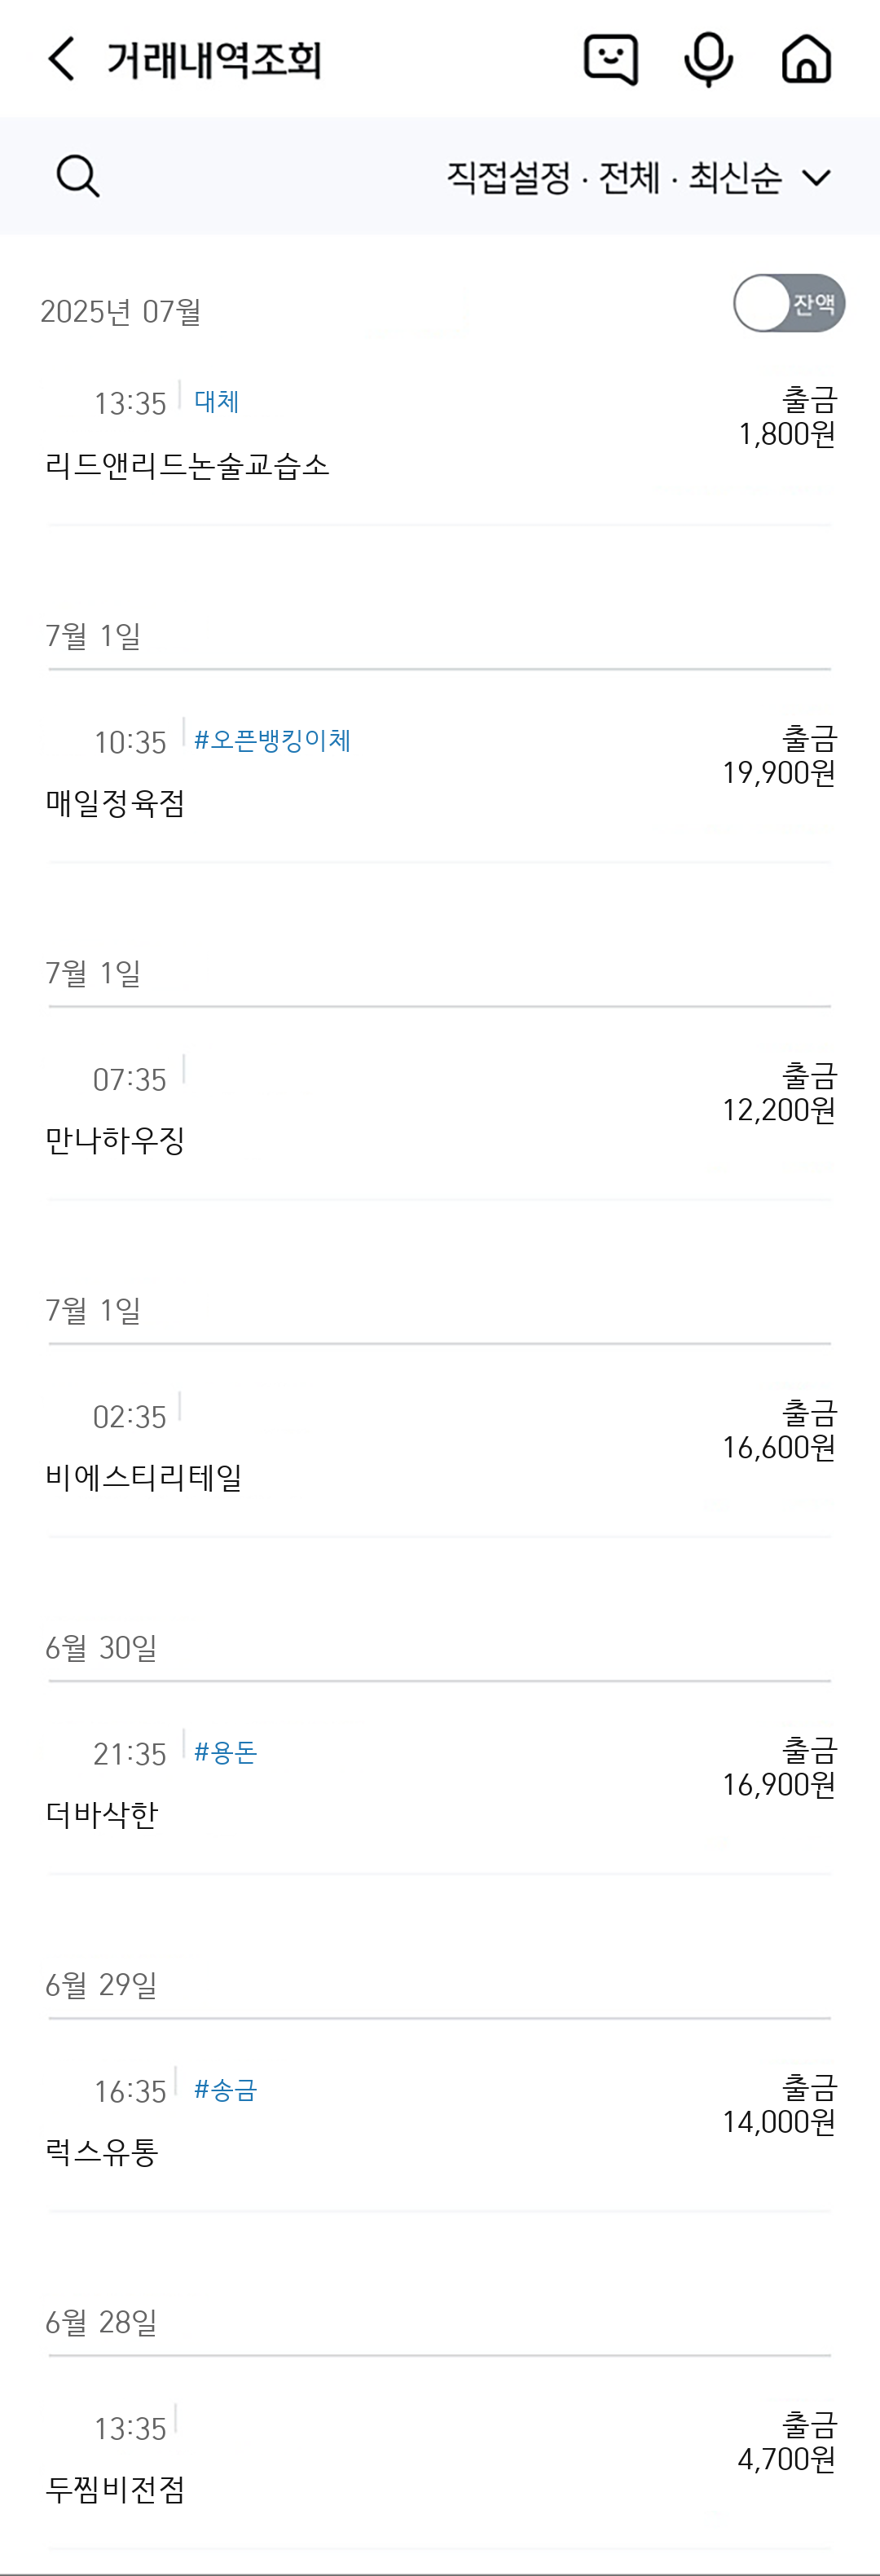 거래내역조회
직접설정 · 전체 · 최신순
2025년 07월 잔액
13:35 대체 출금
1,800원
리드앤리드논술교습소
7월 1일
10:35 #오픈뱅킹이체 출금
19,900원
매일정육점
7월 1일
07:35 출금
12,200원
만나하우징
7월 1일
02:35 출금
16,600원
비에스티리테일
6월 30일
21:35 #용돈 출금
16,900원
더바삭한
6월 29일
16:35 #송금 출금
14,000원
럭스유통
6월 28일
13:35 출금
4,700원
두찜비전점